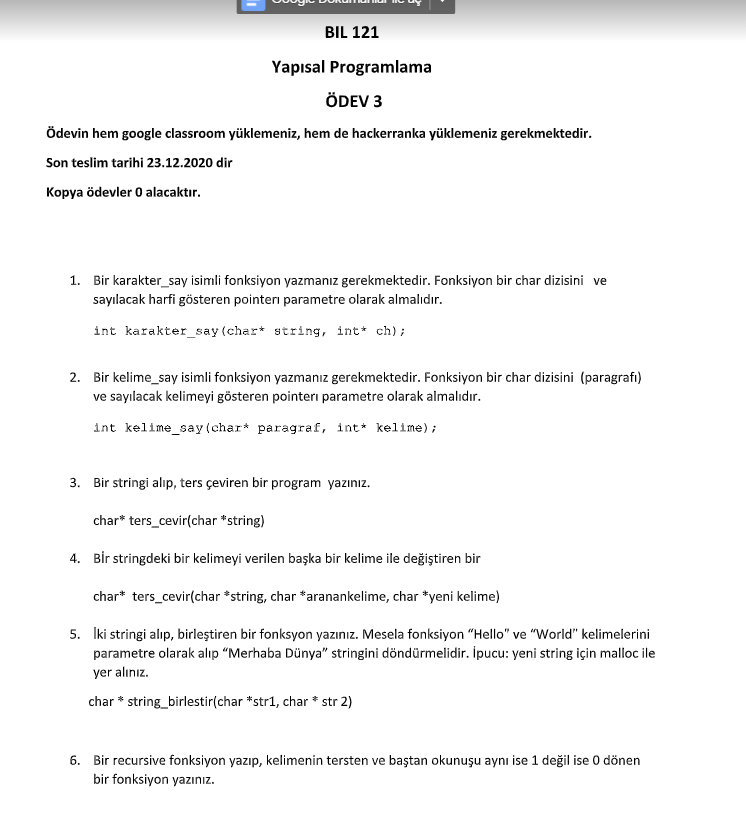 BIL 121
Yapısal Programlama
ÖDEV 3
Ödevin hem google classroom yüklemeniz, hem de hackerranka yüklemeniz gerekmektedir.
Son teslim tarihi 23.12.2020 dir
Kopya ödevler 0 alacaktır.
1. Bir karakter_say isimli fonksiyon yazmanız gerekmektedir. Fonksiyon bir char dizisini ve
sayılacak harfi gösteren pointerı parametre olarak almalıdır.
int karakter_say(char* string, int* ch);
2. Bir kelime_say isimli fonksiyon yazmanız gerekmektedir. Fonksiyon bir char dizisini (paragrafı)
ve sayılacak kelimeyi gösteren pointerı parametre olarak almalıdır.
int kelime_say(char* paragraf, int* kelime);
3. Bir stringi alıp, ters çeviren bir program yazınız.
char* ters_cevir(char *string)
4. Bİr stringdeki bir kelimeyi verilen başka bir kelime ile değiştiren bir
char* ters_cevir(char *string, char *aranankelime, char *yeni kelime)
5. İki stringi alıp, birleştiren bir fonksyon yazınız. Mesela fonksiyon “Hello” ve “World” kelimelerini
parametre olarak alıp “Merhaba Dünya” stringini döndürmelidir. İpucu: yeni string için malloc ile
yer alınız.
char * string_birlestir(char *str1, char * str 2)
6. Bir recursive fonksiyon yazıp, kelimenin tersten ve baştan okunuşu aynı ise 1 değil ise 0 dönen
bir fonksiyon yazınız.